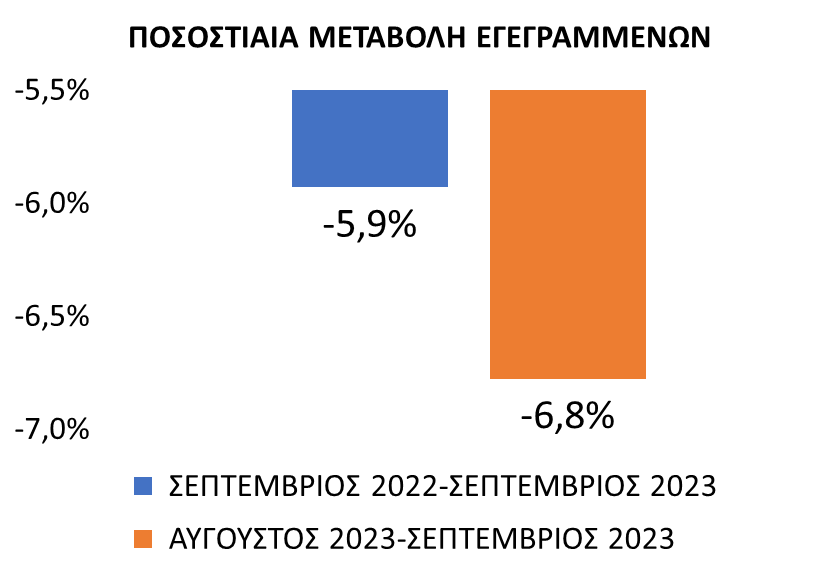 ΠΟΣΟΣΤΙΑΙΑ ΜΕΤΑΒΟΛΗ ΕΓΕΓΡΑΜΜΕΝΩΝ
-5,5%
-6,0%
-5,9%
-6,5%
-6,8%
-7,0%
ΣΕΠΤΕΜΒΡΙΟΣ 2022-ΣΕΠΤΕΜΒΡΙΟΣ 2023
ΑΥΓΟΥΣΤΟΣ 2023-ΣΕΠΤΕΜΒΡΙΟΣ 2023